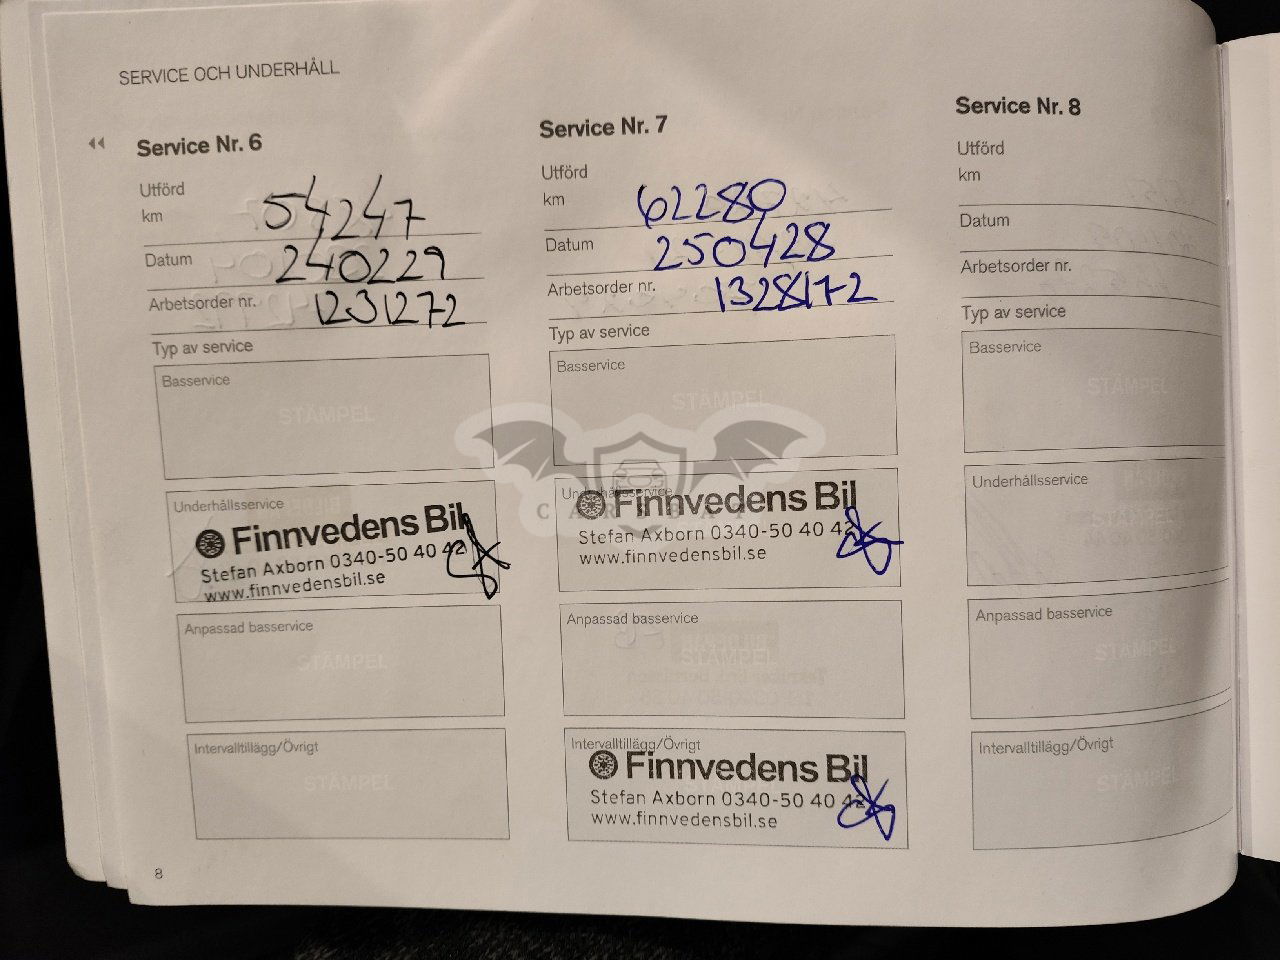 SERVICE OCH UNDERHÅLL
Service Nr. 6
Utförd
km 54247
Datum 240229
Arbetsorder nr. 1231272
Typ av service
Basservice
STÄMPEL
Underhållsservice
Finnvedens Bil
Stefan Axborn 0340-50 40 42
www.finnvedensbil.se
Anpassad basservice
STÄMPEL
Intervalltillägg/Övrigt
STÄMPEL
Service Nr. 7
Utförd
km 62280
Datum 250428
Arbetsorder nr. 1328172
Typ av service
Basservice
STÄMPEL
Underhållsservice
Finnvedens Bil
Stefan Axborn 0340-50 40 42
www.finnvedensbil.se
Anpassad basservice
STÄMPEL
Intervalltillägg/Övrigt
Finnvedens Bil
Stefan Axborn 0340-50 40 42
www.finnvedensbil.se
Service Nr. 8
Utförd
km
Datum
Arbetsorder nr.
Typ av service
Basservice
STÄMPEL
Underhållsservice
Anpassad basservice
STÄMPEL
Intervalltillägg/Övrigt
STÄMPEL
8